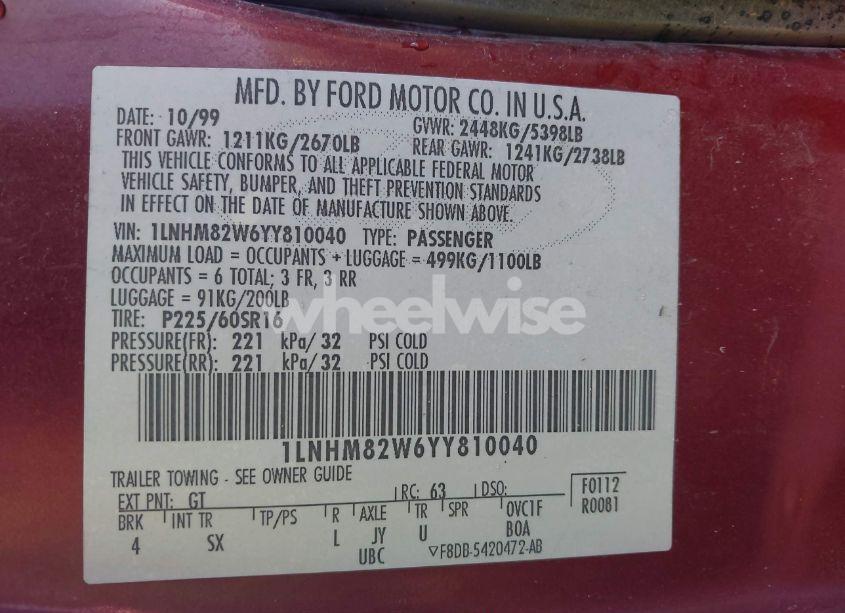 MFD. BY FORD MOTOR CO. IN U.S.A.
DATE: 10/99 GVWR: 2448KG/5398LB
FRONT GAWR: 1211KG/2670LB REAR GAWR: 1241KG/2738LB
THIS VEHICLE CONFORMS TO ALL APPLICABLE FEDERAL MOTOR
VEHICLE SAFETY, BUMPER, AND THEFT PREVENTION STANDARDS
IN EFFECT ON THE DATE OF MANUFACTURE SHOWN ABOVE.
VIN: 1LNHM82W6YY810040 TYPE: PASSENGER
MAXIMUM LOAD = OCCUPANTS + LUGGAGE = 499KG/1100LB
OCCUPANTS = 6 TOTAL; 3 FR, 3 RR
LUGGAGE = 91KG/200LB
wheelwise
TIRE: P225/60SR16
PRESSURE(FR): 221 kPa/32 PSI COLD
PRESSURE(RR): 221 kPa/32 PSI COLD
1LNHM82W6YY810040
TRAILER TOWING - SEE OWNER GUIDE
EXT PNT: GT RC: 63 DSO: F0112
BRK INT TR TP/PS R AXLE TR SPR OVC1F R0081
4 SX L JY U BOA
UBC ▽F8DB-5420472-AB